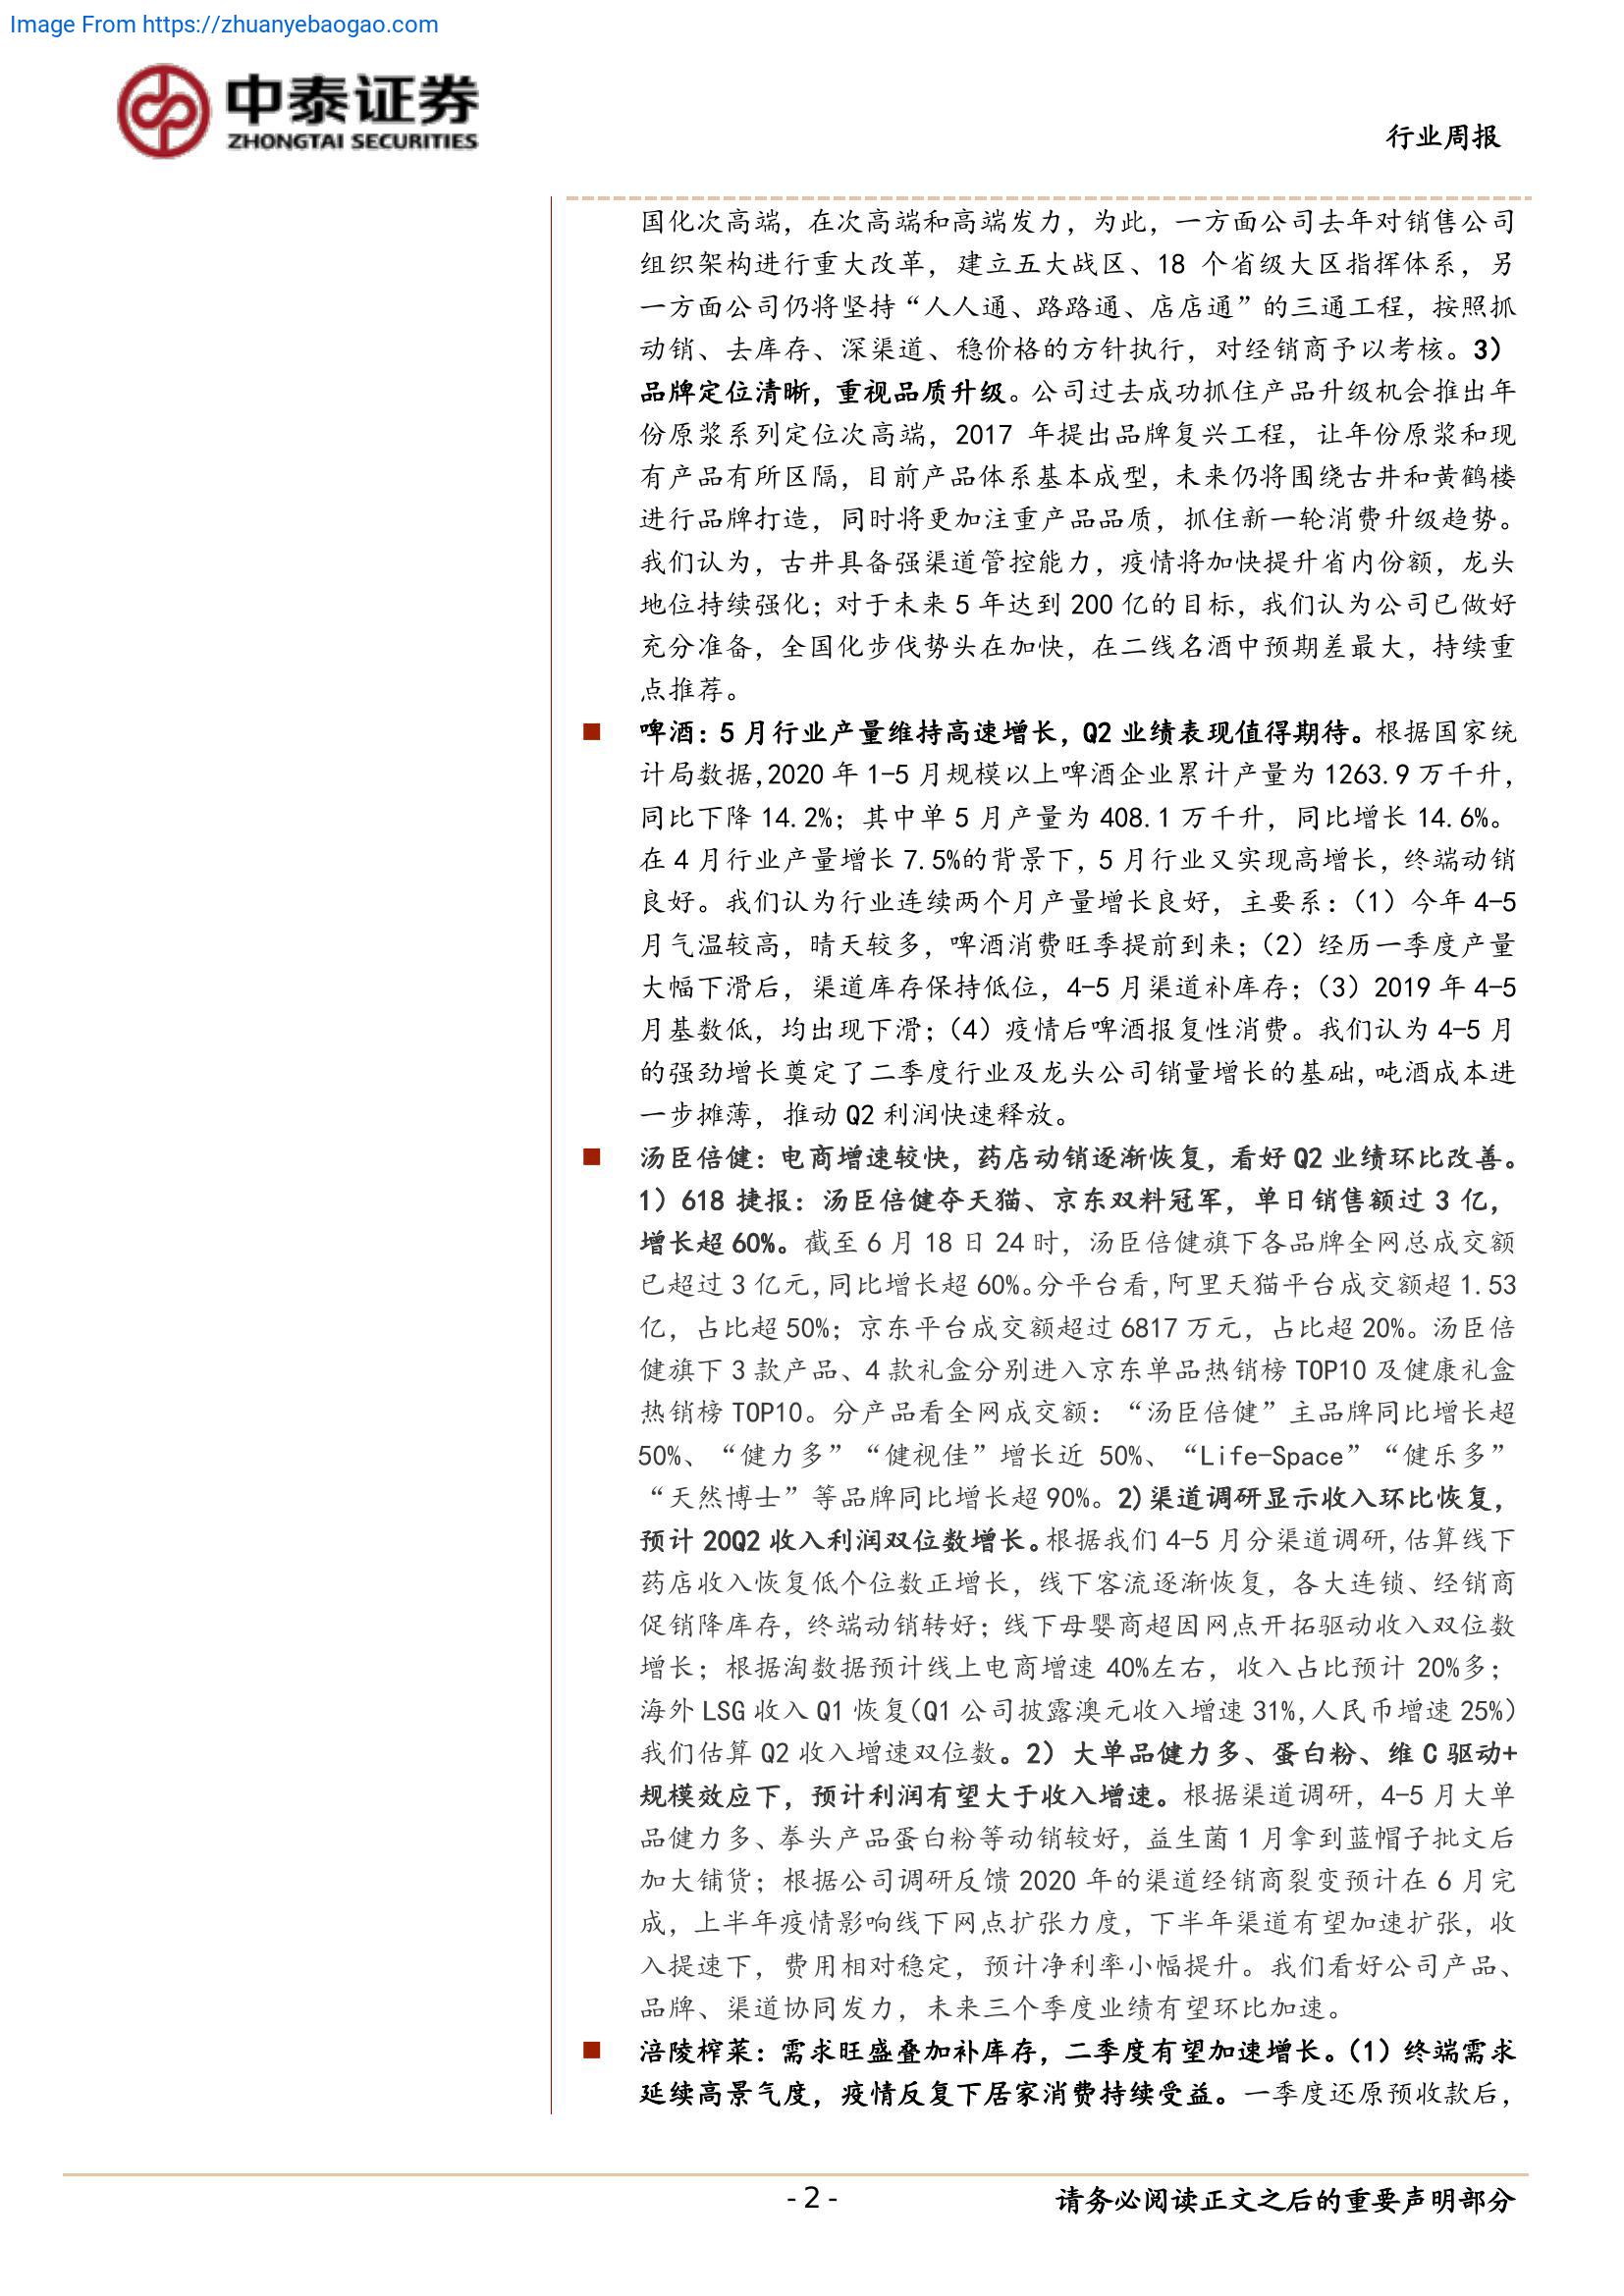 Image From https://zhuanyebaogao.com
中泰证券
ZHONGTAI SECURITIES
行业周报
国化次高端，在次高端和高端发力，为此，一方面公司去年对销售公司
组织架构进行重大改革，建立五大战区、18 个省级大区指挥体系，另
一方面公司仍将坚持“人人通、路路通、店店通”的三通工程，按照抓
动销、去库存、深渠道、稳价格的方针执行，对经销商予以考核。3）
品牌定位清晰，重视品质升级。公司过去成功抓住产品升级机会推出年
份原浆系列定位次高端，2017 年提出品牌复兴工程，让年份原浆和现
有产品有所区隔，目前产品体系基本成型，未来仍将围绕古井和黄鹤楼
进行品牌打造，同时将更加注重产品品质，抓住新一轮消费升级趋势。
我们认为，古井具备强渠道管控能力，疫情将加快提升省内份额，龙头
地位持续强化；对于未来 5 年达到 200 亿的目标，我们认为公司已做好
充分准备，全国化步伐势头在加快，在二线名酒中预期差最大，持续重
点推荐。
■ 啤酒：5 月行业产量维持高速增长，Q2 业绩表现值得期待。根据国家统
计局数据,2020 年 1-5 月规模以上啤酒企业累计产量为 1263.9 万千升，
同比下降 14.2%；其中单 5 月产量为 408.1 万千升，同比增长 14.6%。
在 4 月行业产量增长 7.5%的背景下，5 月行业又实现高增长，终端动销
良好。我们认为行业连续两个月产量增长良好，主要系：（1）今年 4-5
月气温较高，晴天较多，啤酒消费旺季提前到来；（2）经历一季度产量
大幅下滑后，渠道库存保持低位，4-5 月渠道补库存；（3）2019 年 4-5
月基数低，均出现下滑；（4）疫情后啤酒报复性消费。我们认为 4-5 月
的强劲增长奠定了二季度行业及龙头公司销量增长的基础，吨酒成本进
一步摊薄，推动 Q2 利润快速释放。
■ 汤臣倍健：电商增速较快，药店动销逐渐恢复，看好 Q2 业绩环比改善。
1）618 捷报：汤臣倍健夺天猫、京东双料冠军，单日销售额过 3 亿，
增长超 60%。截至 6 月 18 日 24 时，汤臣倍健旗下各品牌全网总成交额
已超过 3 亿元,同比增长超 60%。分平台看,阿里天猫平台成交额超 1.53
亿，占比超 50%；京东平台成交额超过 6817 万元，占比超 20%。汤臣倍
健旗下 3 款产品、4 款礼盒分别进入京东单品热销榜 TOP10 及健康礼盒
热销榜 TOP10。分产品看全网成交额：“汤臣倍健”主品牌同比增长超
50%、“健力多”“健视佳”增长近 50%、“Life-Space”“健乐多”
“天然博士”等品牌同比增长超 90%。2)渠道调研显示收入环比恢复，
预计 20Q2 收入利润双位数增长。根据我们 4-5 月分渠道调研,估算线下
药店收入恢复低个位数正增长，线下客流逐渐恢复，各大连锁、经销商
促销降库存，终端动销转好；线下母婴商超因网点开拓驱动收入双位数
增长；根据淘数据预计线上电商增速 40%左右，收入占比预计 20%多；
海外 LSG 收入 Q1 恢复(Q1 公司披露澳元收入增速 31%,人民币增速 25%)
我们估算 Q2 收入增速双位数。2）大单品健力多、蛋白粉、维 C 驱动+
规模效应下，预计利润有望大于收入增速。根据渠道调研，4-5 月大单
品健力多、拳头产品蛋白粉等动销较好，益生菌 1 月拿到蓝帽子批文后
加大铺货；根据公司调研反馈 2020 年的渠道经销商裂变预计在 6 月完
成，上半年疫情影响线下网点扩张力度，下半年渠道有望加速扩张，收
入提速下，费用相对稳定，预计净利率小幅提升。我们看好公司产品、
品牌、渠道协同发力，未来三个季度业绩有望环比加速。
■ 涪陵榨菜：需求旺盛叠加补库存，二季度有望加速增长。（1）终端需求
延续高景气度，疫情反复下居家消费持续受益。一季度还原预收款后，
- 2 -
请务必阅读正文之后的重要声明部分